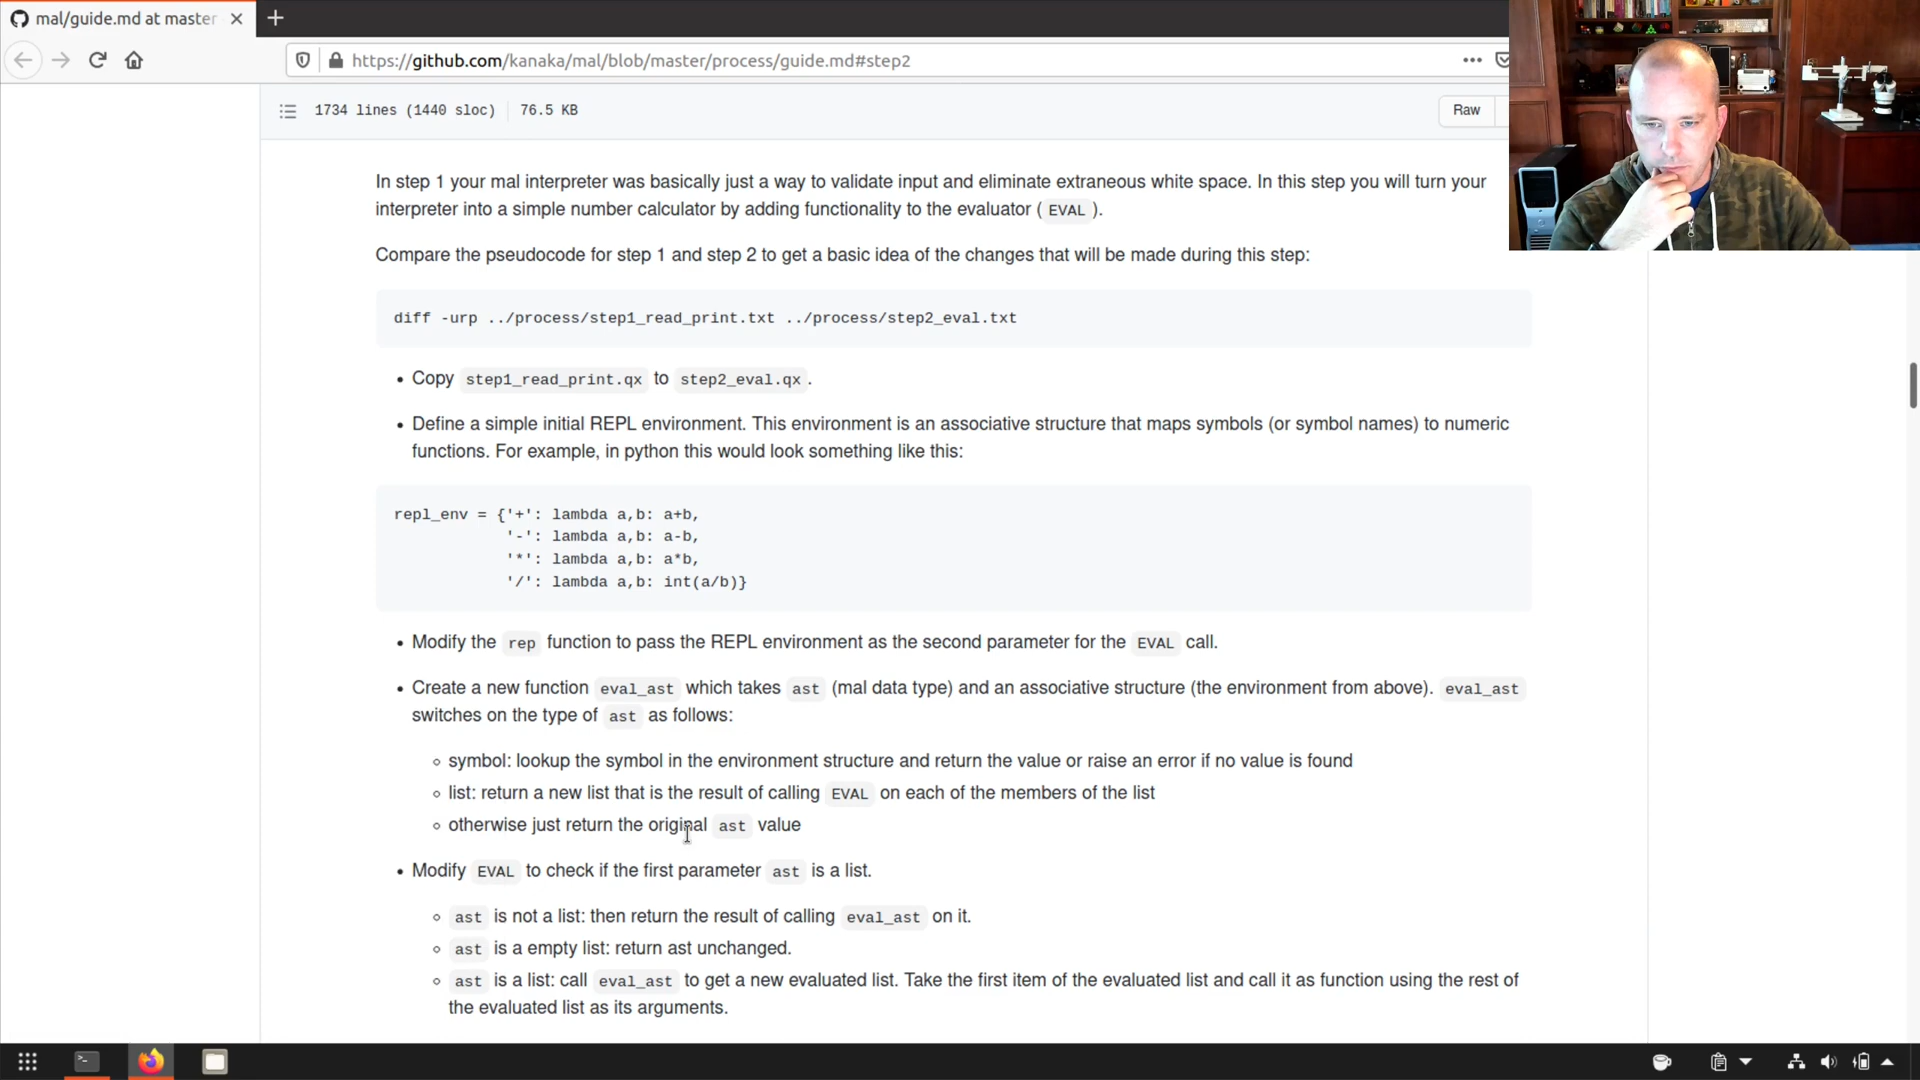 mal/guide.md at master
https://github.com/kanaka/mal/blob/master/process/guide.md#step2
1734 lines (1440 sloc) 76.5 KB
Raw
In step 1 your mal interpreter was basically just a way to validate input and eliminate extraneous white space. In this step you will turn your
interpreter into a simple number calculator by adding functionality to the evaluator ( EVAL ).
Compare the pseudocode for step 1 and step 2 to get a basic idea of the changes that will be made during this step:
diff -urp ../process/step1_read_print.txt ../process/step2_eval.txt
• Copy step1_read_print.qx to step2_eval.qx .
• Define a simple initial REPL environment. This environment is an associative structure that maps symbols (or symbol names) to numeric
functions. For example, in python this would look something like this:
repl_env = {'+': lambda a,b: a+b,
'-': lambda a,b: a-b,
'*': lambda a,b: a*b,
'/': lambda a,b: int(a/b)}
• Modify the rep function to pass the REPL environment as the second parameter for the EVAL call.
• Create a new function eval_ast which takes ast (mal data type) and an associative structure (the environment from above). eval_ast
switches on the type of ast as follows:
◦ symbol: lookup the symbol in the environment structure and return the value or raise an error if no value is found
◦ list: return a new list that is the result of calling EVAL on each of the members of the list
◦ otherwise just return the original ast value
• Modify EVAL to check if the first parameter ast is a list.
◦ ast is not a list: then return the result of calling eval_ast on it.
◦ ast is a empty list: return ast unchanged.
◦ ast is a list: call eval_ast to get a new evaluated list. Take the first item of the evaluated list and call it as function using the rest of
the evaluated list as its arguments.